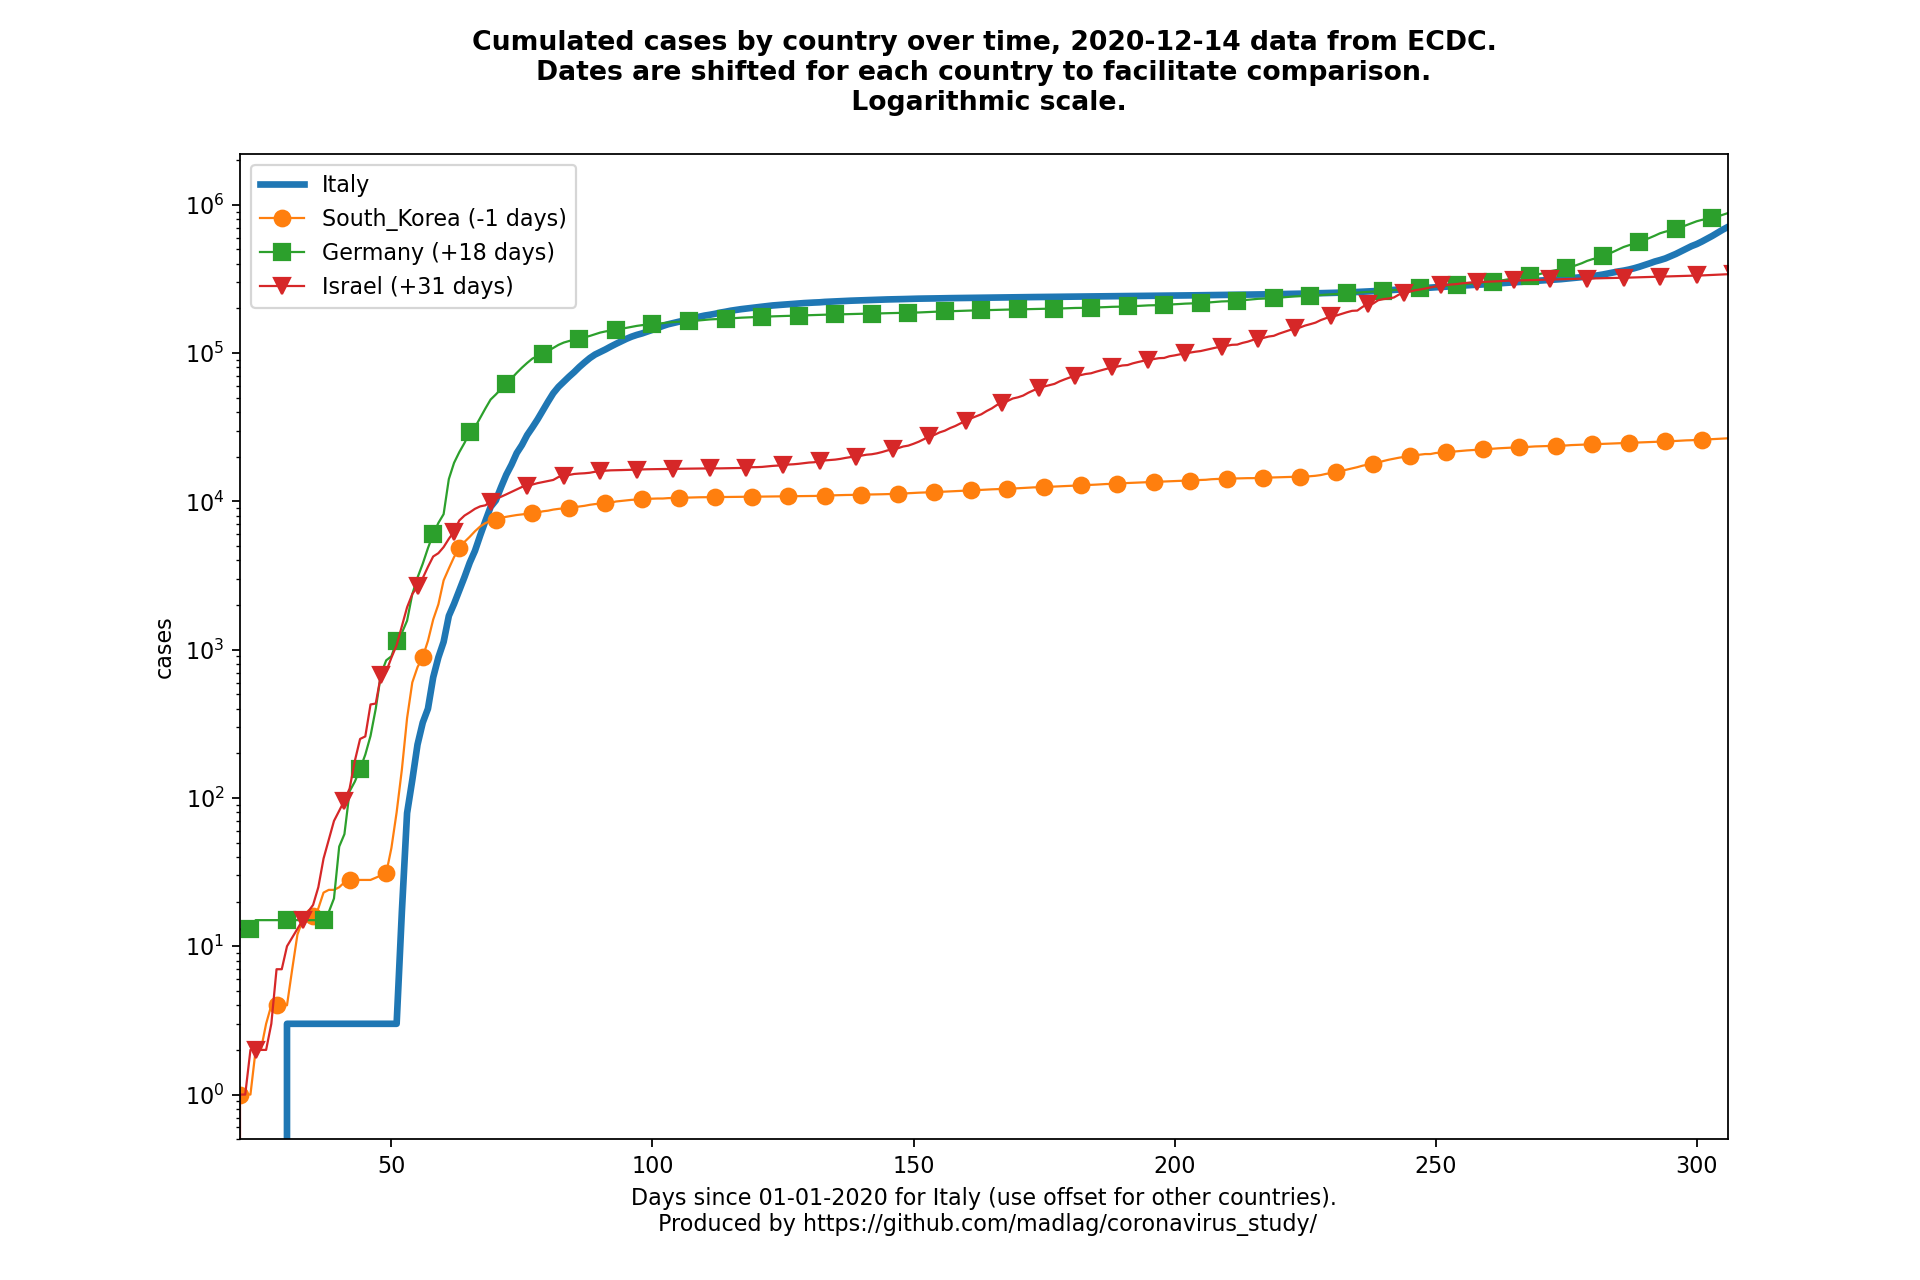 Cumulated cases by country over time, 2020-12-14 data from ECDC.
Dates are shifted for each country to facilitate comparison.
Logarithmic scale.
Italy
South_Korea (-1 days)
Germany (+18 days)
Israel (+31 days)
10^6
10^5
10^4
10^3
10^2
10^1
10^0
cases
50 100 150 200 250 300
Days since 01-01-2020 for Italy (use offset for other countries).
Produced by https://github.com/madlag/coronavirus_study/